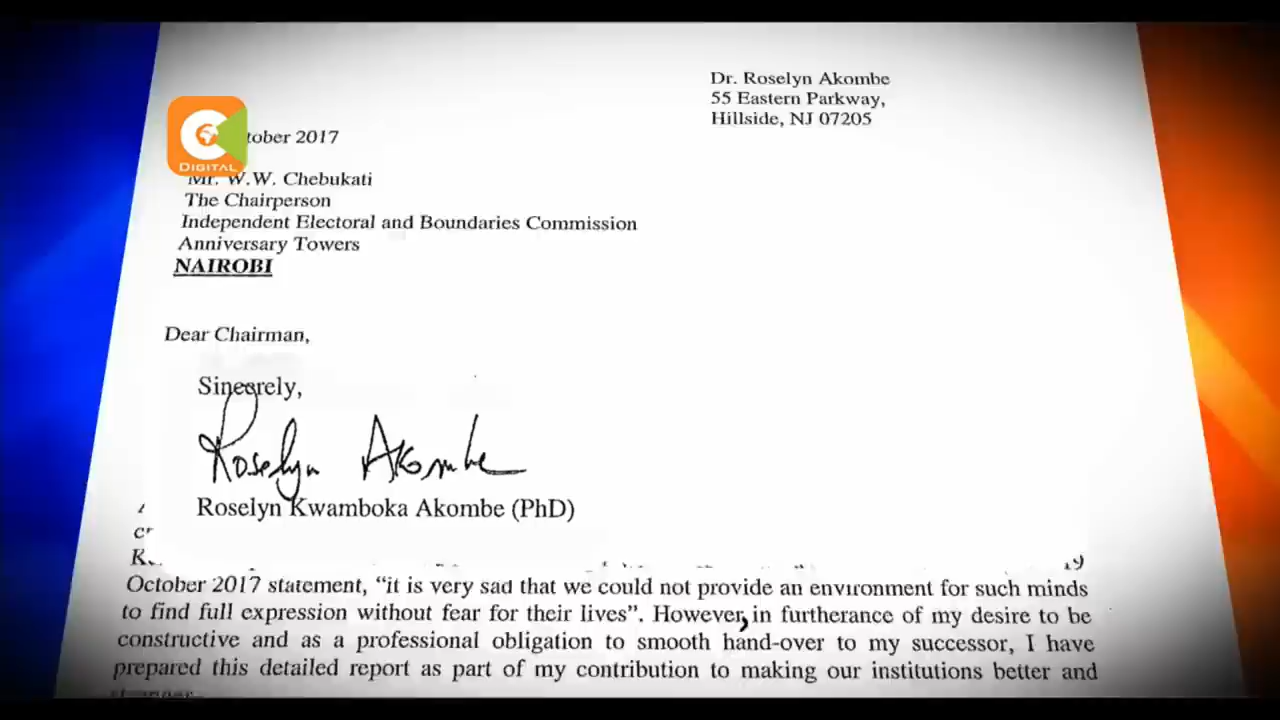 Dr. Roselyn Akombe
55 Eastern Parkway,
Hillside, NJ 07205
tober 2017
DIGITAL
Mr. W.W. Chebukati
The Chairperson
Independent Electoral and Boundaries Commission
Anniversary Towers
NAIROBI
Dear Chairman,
Sincerely,
Roselyn Akombe
Roselyn Kwamboka Akombe (PhD)
October 2017 statement, “it is very sad that we could not provide an environment for such minds
to find full expression without fear for their lives”. However, in furtherance of my desire to be
constructive and as a professional obligation to smooth hand-over to my successor, I have
prepared this detailed report as part of my contribution to making our institutions better and